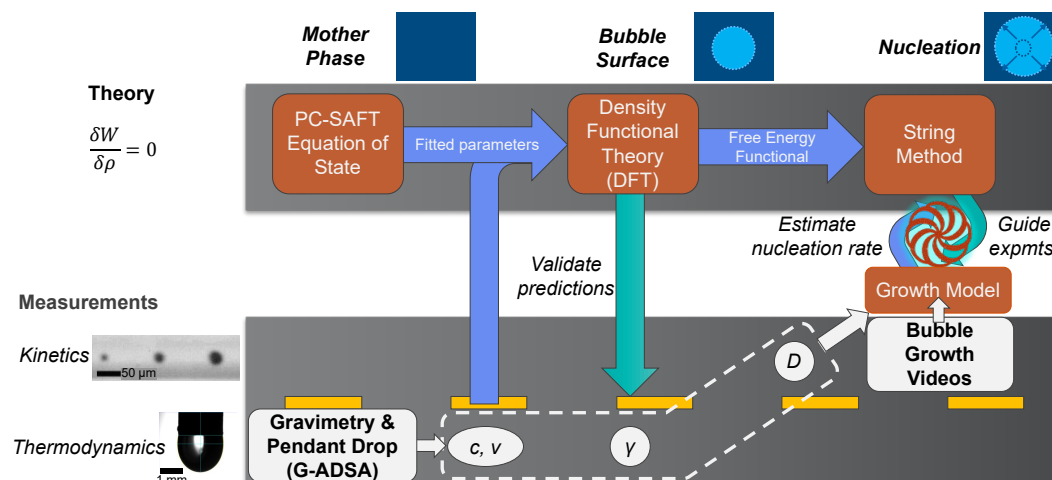 Mother
Phase
Bubble
Surface
Nucleation
Theory
δW
δρ
= 0
PC-SAFT
Equation of
State
Fitted parameters
Density
Functional
Theory
(DFT)
Free Energy
Functional
String
Method
Validate
predictions
Estimate
nucleation rate
Guide
expmts
Growth Model
Measurements
Kinetics
50 µm
D
Bubble
Growth
Videos
Thermodynamics
1 mm
Gravimetry &
Pendant Drop
(G-ADSA)
c, v
γ